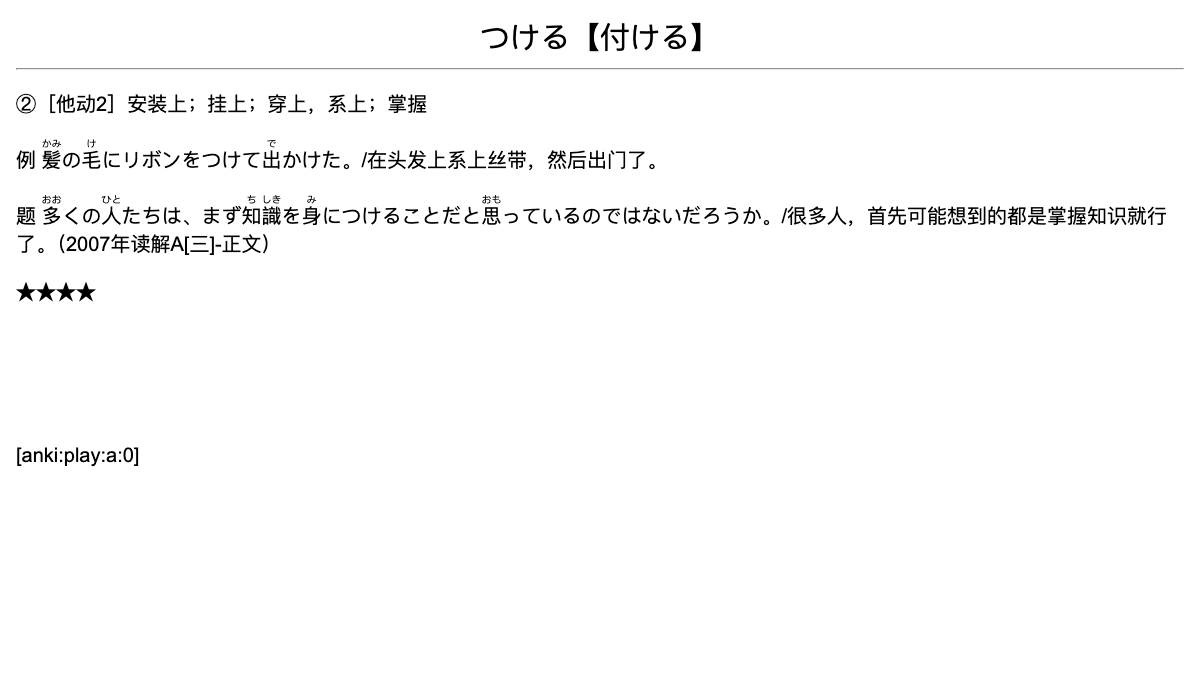 つける【付ける】
②［他动2］安装上；挂上；穿上，系上；掌握
かみ け で
例 髪の毛にリボンをつけて出かけた。/在头发上系上丝带，然后出门了。
おお ひと ち しき み おも
题 多くの人たちは、まず知識を身につけることだと思っているのではないだろうか。/很多人，首先可能想到的都是掌握知识就行
了。（2007年读解A[三]-正文）
★★★★
[anki:play:a:0]